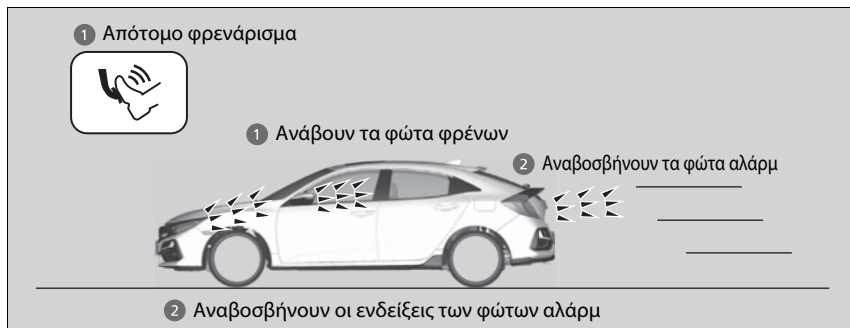 1 Απότομο φρενάρισμα
1 Ανάβουν τα φώτα φρένων
2 Αναβοσβήνουν τα φώτα αλάρμ
2 Αναβοσβήνουν οι ενδείξεις των φώτων αλάρμ